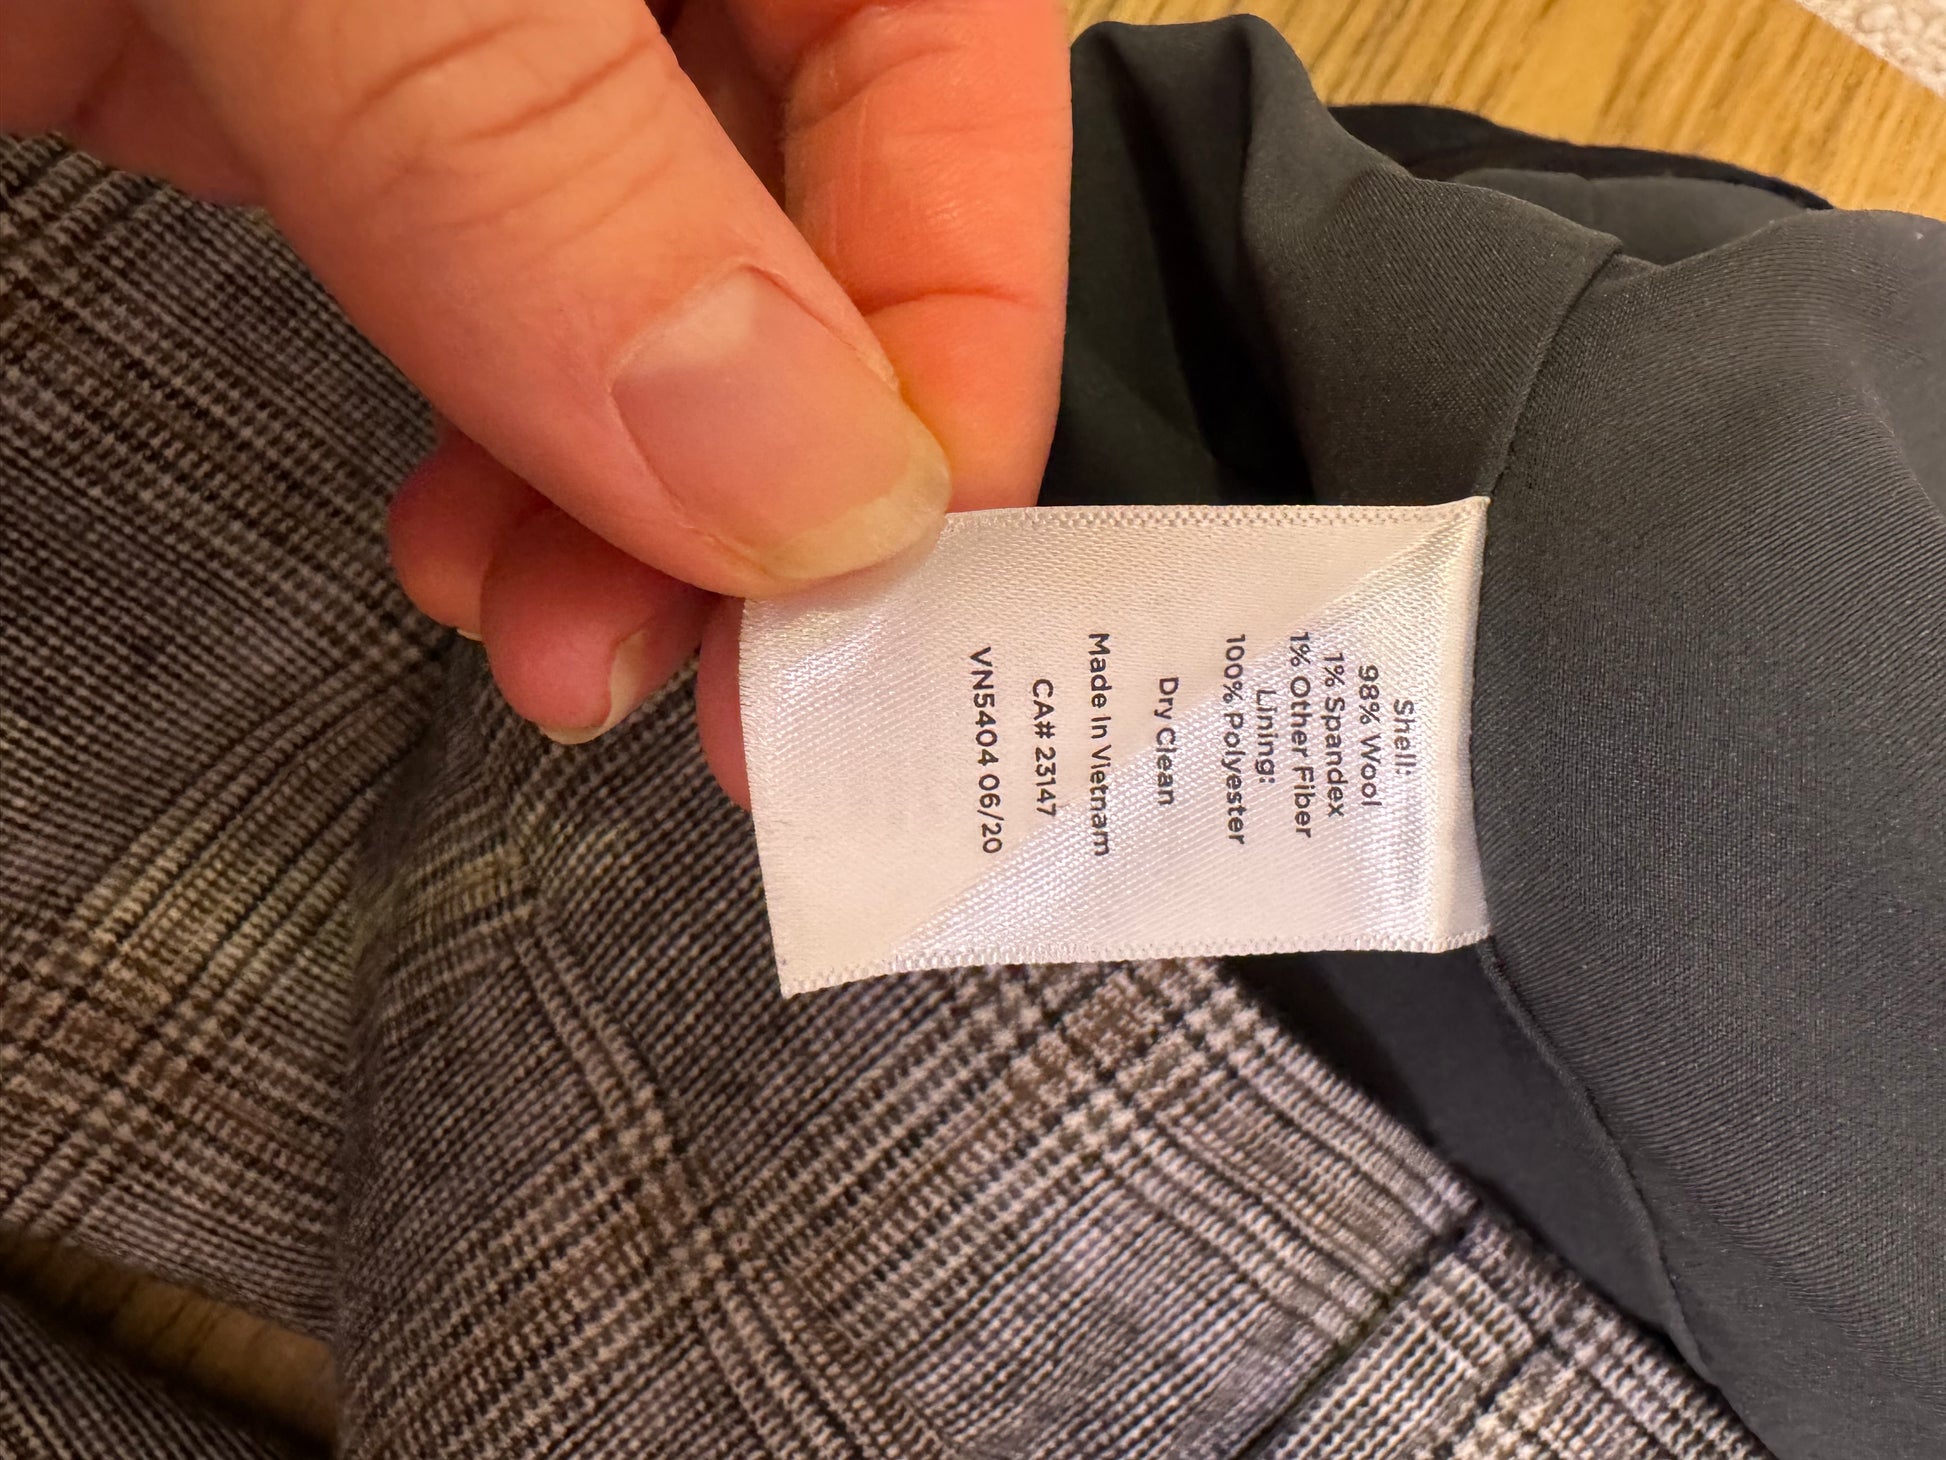 Shell:
98% Wool
1% Spandex
1% Other Fiber
Lining:
100% Polyester
Dry Clean
Made In Vietnam
CA# 23147
VN5404 06/20